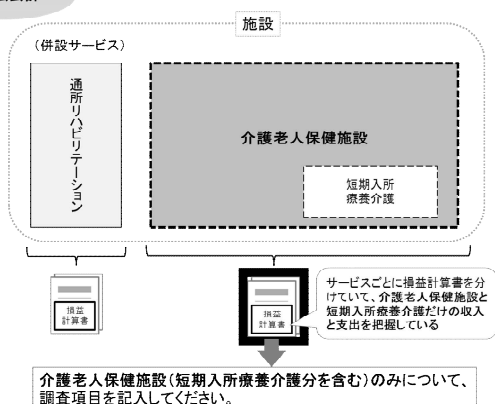 施設
(併設サービス)
通所リハビリテーション
介護老人保健施設
短期入所
療養介護
損益
計算書
損益
計算書
サービスごとに損益計算書を分
けていて、介護老人保健施設と
短期入所療養介護だけの収入
と支出を把握している
介護老人保健施設(短期入所療養介護分を含む)のみについて、
調査項目を記入してください。